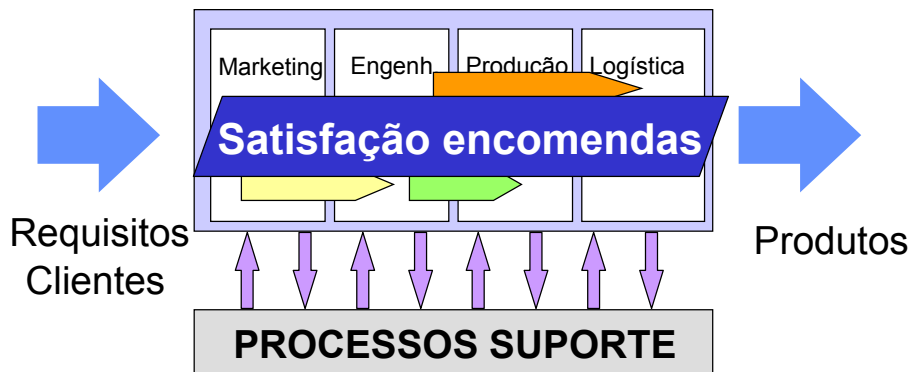 Marketing Engenh. Produção Logística
Satisfação encomendas
Requisitos
Clientes
Produtos
PROCESSOS SUPORTE